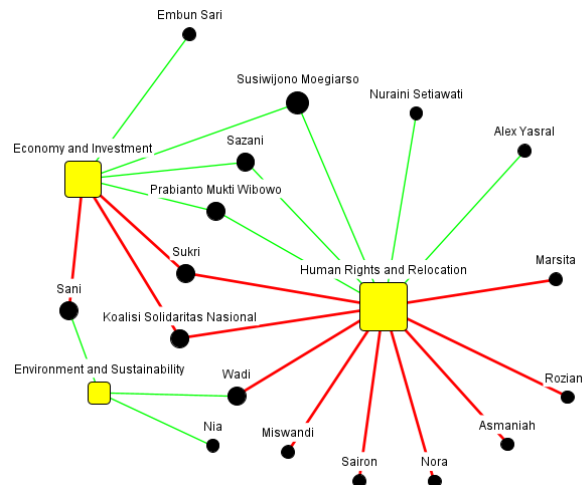 Embun Sari
Susiwijono Moegiarso
Nuraini Setiawati
Alex Yasral
Sazani
Economy and Investment
Prabianto Mukti Wibowo
Sukri
Human Rights and Relocation
Marsita
Sani
Koalisi Solidaritas Nasional
Environment and Sustainability
Wadi
Rozian
Nia
Miswandi
Asmaniah
Sairon
Nora